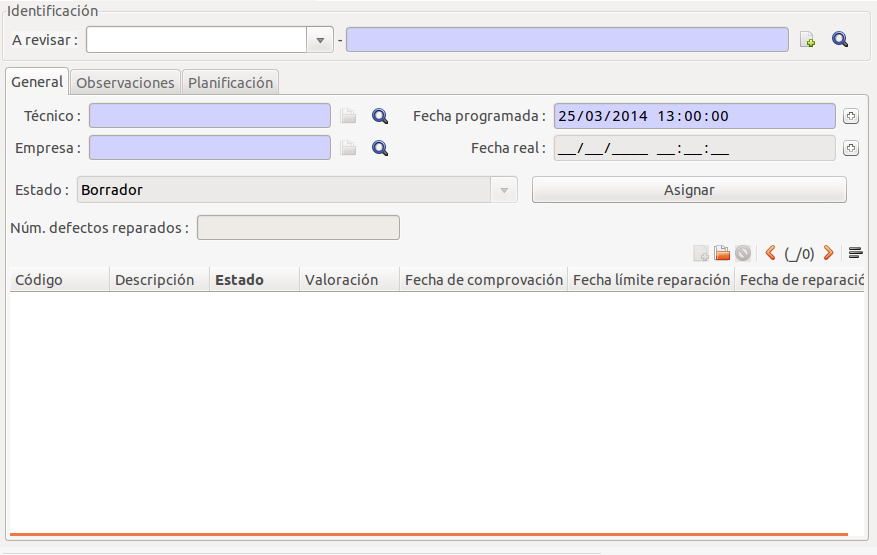 Identificación
A revisar : -
General Observaciones Planificación
Técnico : Fecha programada : 25/03/2014 13:00:00
Empresa : Fecha real : __/__/____ __:__:__
Estado : Borrador Asignar
Núm. defectos reparados :
(_/0)
Código Descripción Estado Valoración Fecha de comprovación Fecha límite reparación Fecha de reparació